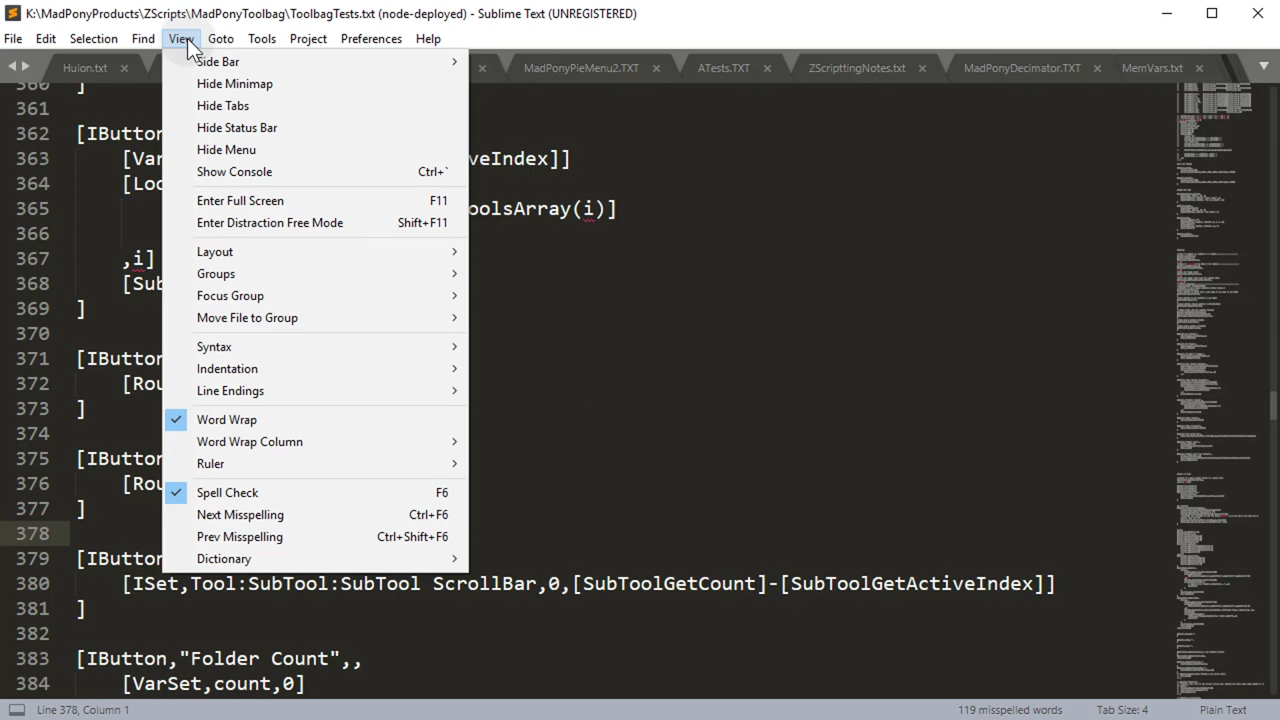 K:\MadPonyProducts\ZScripts\MadPonyToolbag\ToolbagTests.txt (node-deployed) - Sublime Text (UNREGISTERED)
File Edit Selection Find View Goto Tools Project Preferences Help
Huion.txt MadPonyPieMenu2.TXT ATests.TXT ZScripttingNotes.txt MadPonyDecimator.TXT MemVars.txt
Side Bar
Hide Minimap
Hide Tabs
Hide Status Bar
Hide Menu
Show Console Ctrl+`
Enter Full Screen F11
Enter Distraction Free Mode Shift+F11
Layout
Groups
Focus Group
Move File to Group
Syntax
Indentation
Line Endings
Word Wrap
Word Wrap Column
Ruler
Spell Check F6
Next Misspelling Ctrl+F6
Prev Misspelling Ctrl+Shift+F6
Dictionary
360 ]
361
362 [IButton
363 [Var tiveIndex]]
364 [Loo
365 oolsArray(i)]
366
367 ,i]
368 [Sub
369 ]
370
371 [IButton
372 [Rou
373 ]
374
375 [IButton
376 [Rou
377 ]
378
379 [IButton
380 [ISet,Tool:SubTool:SubTool Scrollbar,0,[SubToolGetCount]-[SubToolGetActiveIndex]]
381 ]
382
383 [IButton,"Folder Count",,
384 [VarSet,count,0]
Line 378, Column 1 119 misspelled words Tab Size: 4 Plain Text